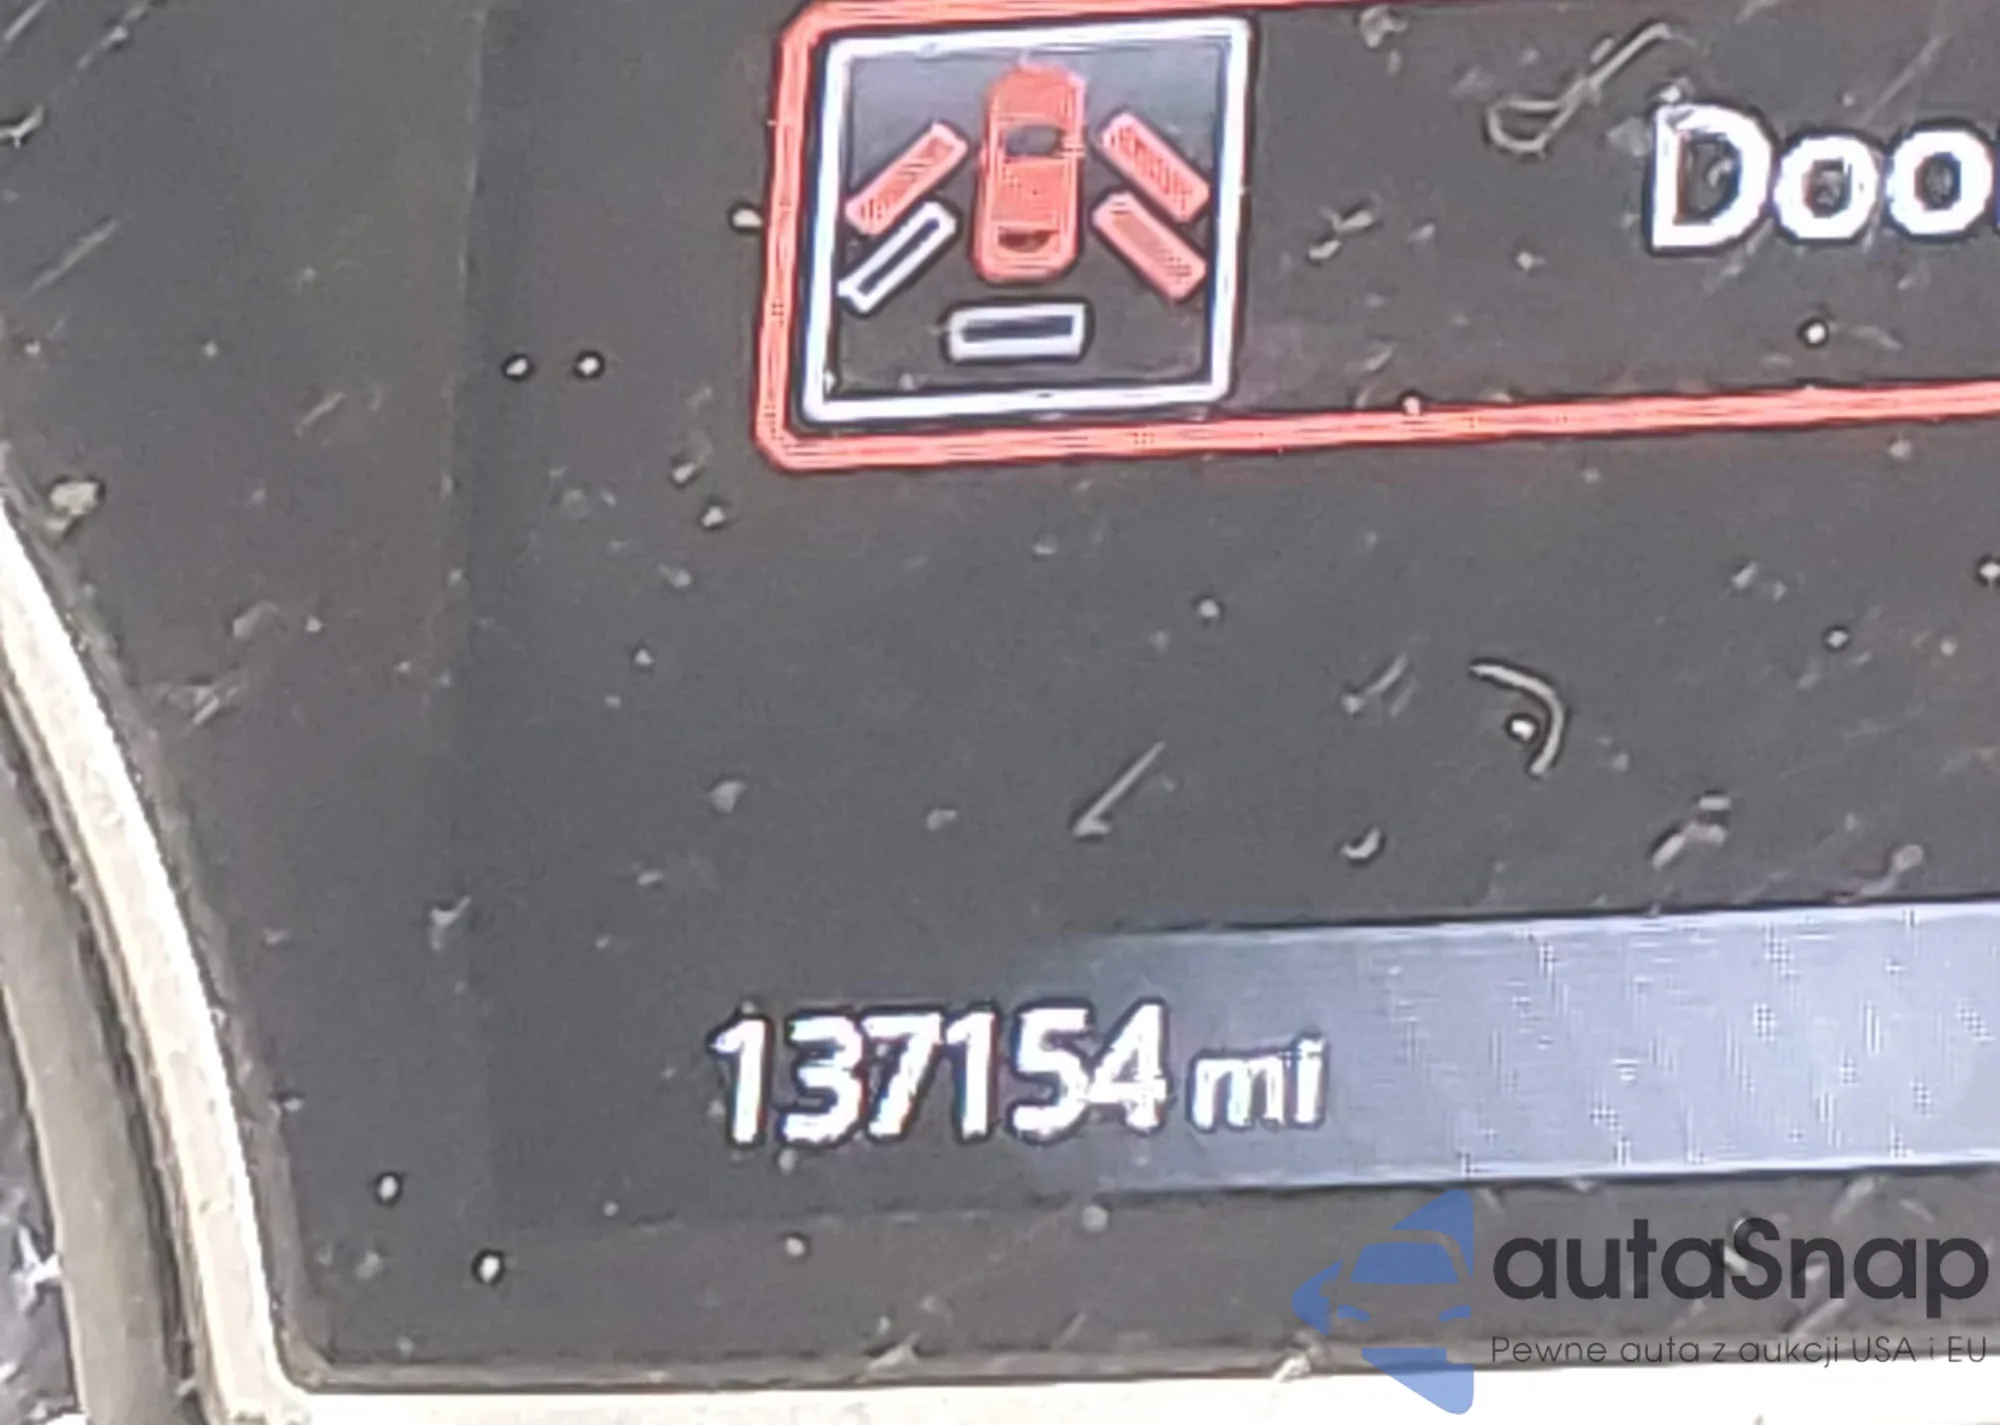 Doo
137154 mi
autaSnap
Pewne auta z aukcji USA i EU